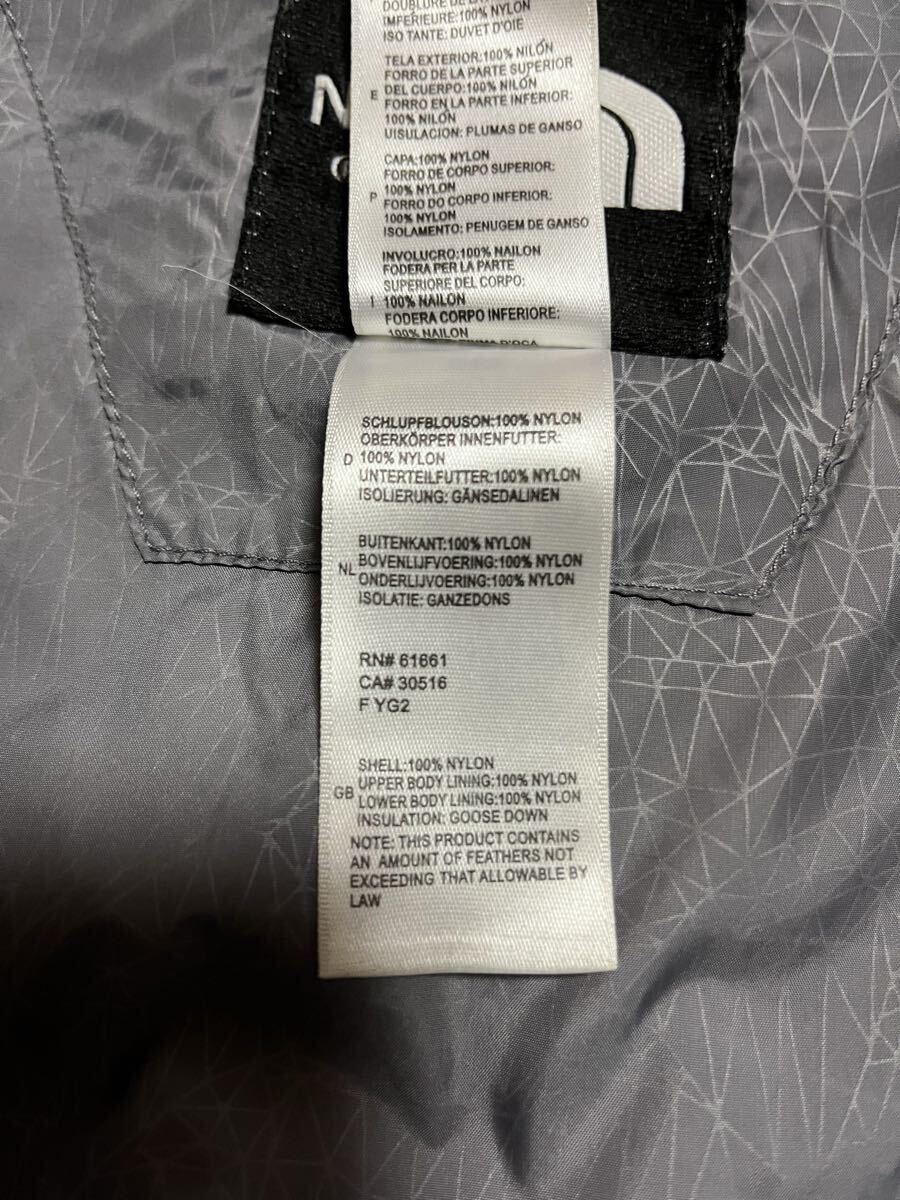 DOUBLURE DE LA
IMFERIEURE:100% NYLON
ISO TANTE: DUVET D'OIE
TELA EXTERIOR:100% NILÓN
FORRO DE LA PARTE SUPERIOR
E DEL CUERPO:100% NILÓN
FORRO EN LA PARTE INFERIOR:
100% NILÓN
UISULACION: PLUMAS DE GANSO
CAPA:100% NYLON
FORRO DE CORPO SUPERIOR:
P 100% NYLON
FORRO DO CORPO INFERIOR:
100% NYLON
ISOLAMENTO: PENUGEM DE GANSO
INVOLUCRO:100% NAILON
FODERA PER LA PARTE
SUPERIORE DEL CORPO:
I 100% NAILON
FODERA CORPO INFERIORE:
100% NAILON
D'OCA
N
SCHLUPFBLOUSON:100% NYLON
OBERKÖRPER INNENFUTTER:
D 100% NYLON
UNTERTEILFUTTER:100% NYLON
ISOLIERUNG: GÄNSEDALINEN
BUITENKANT:100% NYLON
NL BOVENLIJFVOERING:100% NYLON
ONDERLIJVOERING:100% NYLON
ISOLATIE: GANZEDONS
RN# 61661
CA# 30516
F YG2
SHELL:100% NYLON
GB UPPER BODY LINING:100% NYLON
LOWER BODY LINING:100% NYLON
INSULATION: GOOSE DOWN
NOTE: THIS PRODUCT CONTAINS
AN AMOUNT OF FEATHERS NOT
EXCEEDING THAT ALLOWABLE BY
LAW